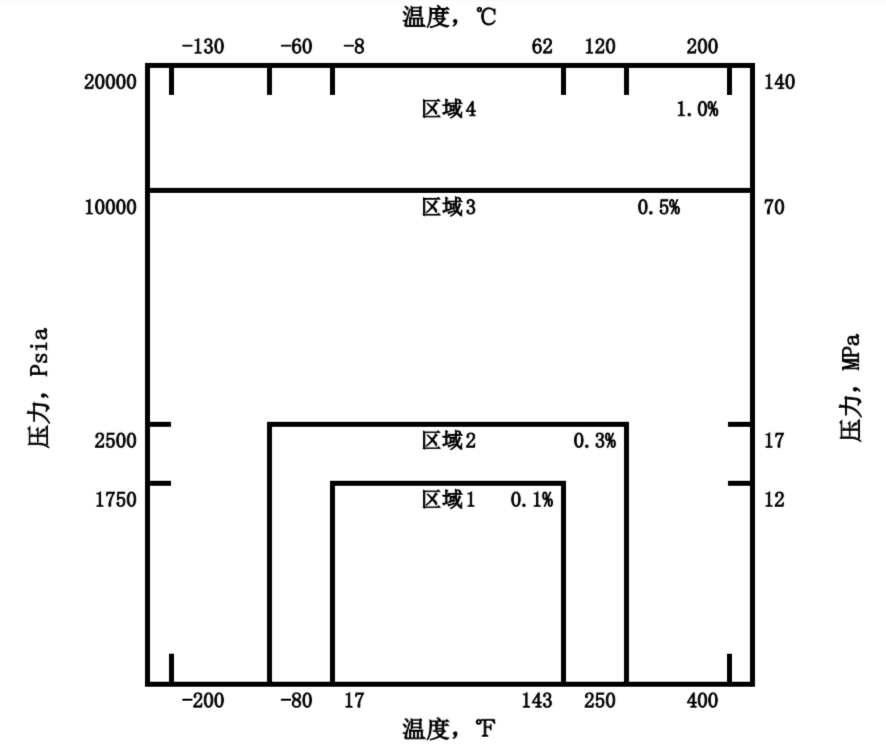 温度，℃
-130 -60 -8 62 120 200
20000 140
区域4 1.0%
10000 70
区域3 0.5%
压力，Psia
压力，MPa
2500 区域2 0.3% 17
1750 区域1 0.1% 12
-200 -80 17 143 250 400
温度，℉